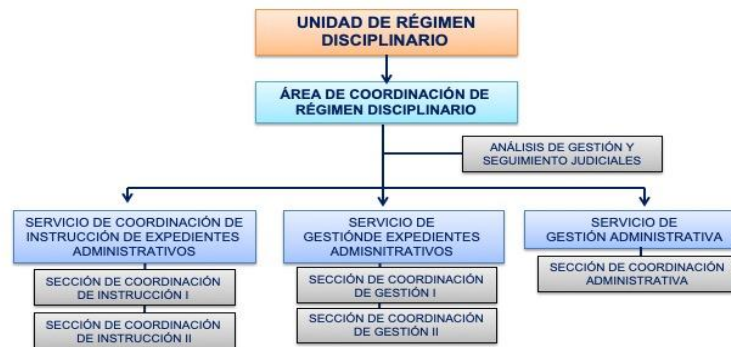 UNIDAD DE RÉGIMEN
DISCIPLINARIO
ÁREA DE COORDINACIÓN DE
RÉGIMEN DISCIPLINARIO
ANÁLISIS DE GESTIÓN Y
SEGUIMIENTO JUDICIALES
SERVICIO DE COORDINACIÓN DE
INSTRUCCIÓN DE EXPEDIENTES
ADMINISTRATIVOS
SECCIÓN DE COORDINACIÓN
DE INSTRUCCIÓN I
SECCIÓN DE COORDINACIÓN
DE INSTRUCCIÓN II
SERVICIO DE
GESTIÓNDE EXPEDIENTES
ADMISNITRATIVOS
SECCIÓN DE COORDINACIÓN
DE GESTIÓN I
SECCIÓN DE COORDINACIÓN
DE GESTIÓN II
SERVICIO DE
GESTIÓN ADMINISTRATIVA
SECCIÓN DE COORDINACIÓN
ADMINISTRATIVA